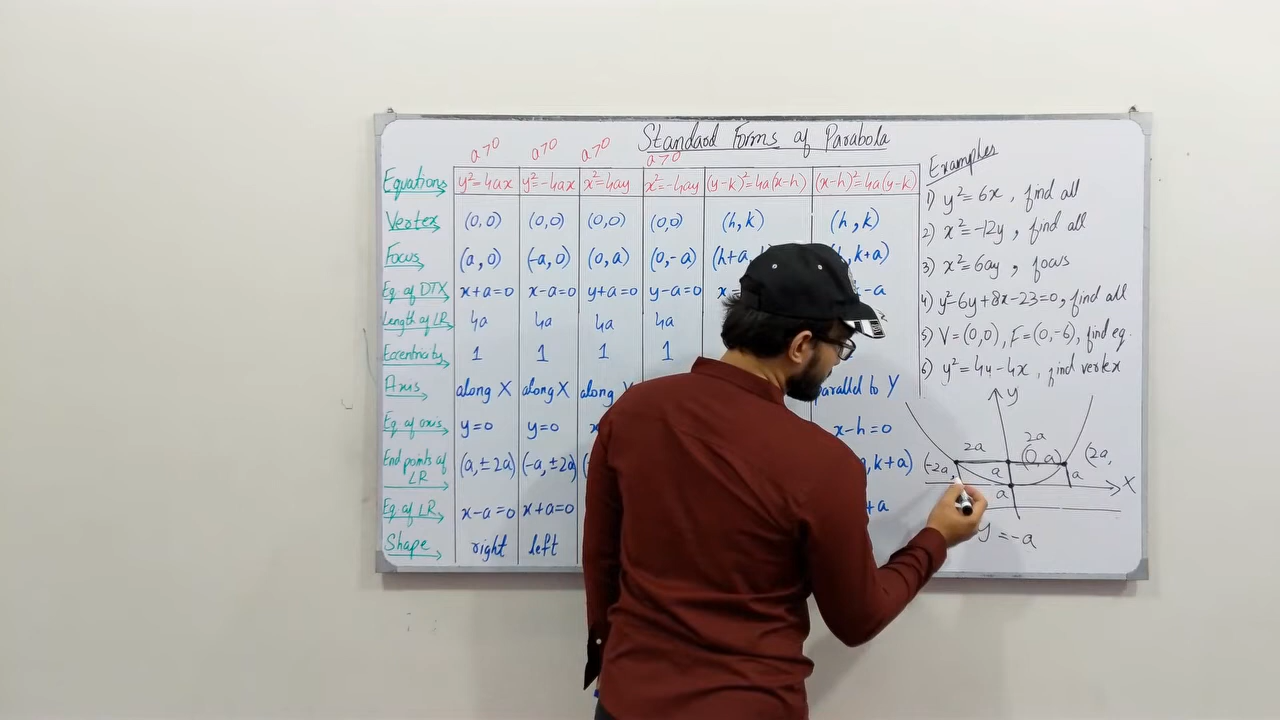 Standard Forms of Parabola
a>0 a>0 a>0 a>0
Equations y²=4ax y²=-4ax x²=4ay x²=-4ay (y-k)²=4a(x-h) (x-h)²=4a(y-k)
Vertex (0,0) (0,0) (0,0) (0,0) (h,k) (h,k)
Focus (a,0) (-a,0) (0,a) (0,-a) (h+a, k+a)
Eq of DTX x+a=0 x-a=0 y+a=0 y-a=0 x= -a
Length of LR 4a 4a 4a 4a
Eccentricity 1 1 1 1
Axis along X along X along parallel to Y
Eq of axis y=0 y=0 x-h=0
End points of LR (a,±2a) (-a,±2a) , k+a)
Eq of LR x-a=0 x+a=0 +a
Shape right left
Examples
1) y²=6x, find all
2) x²=-12y, find all
3) x²=6ay, focus
4) y²-6y+8x-23=0, find all
5) V=(0,0), F=(0,-6), find eq.
6) y²=4y-4x, find vertex
y
2a 2a
(-2a, a (0,a) a (2a,
X
a
y=-a